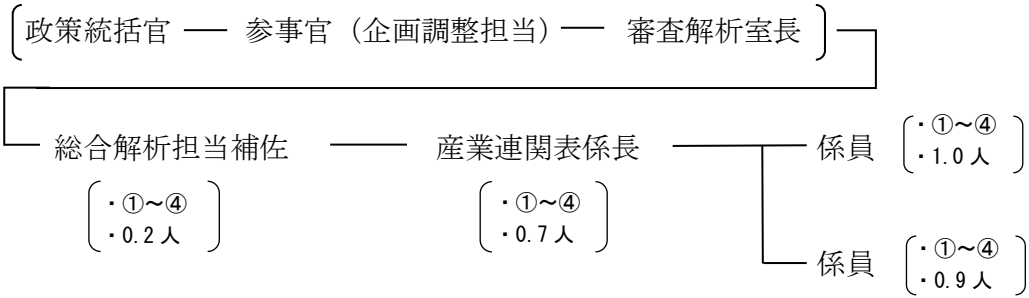 政策統括官 ― 参事官（企画調整担当）― 審査解析室長
総合解析担当補佐 ― 産業連関表係長 ― 係員
・①～④
・1.0人
・①～④
・0.2人
・①～④
・0.7人
係員
・①～④
・0.9人